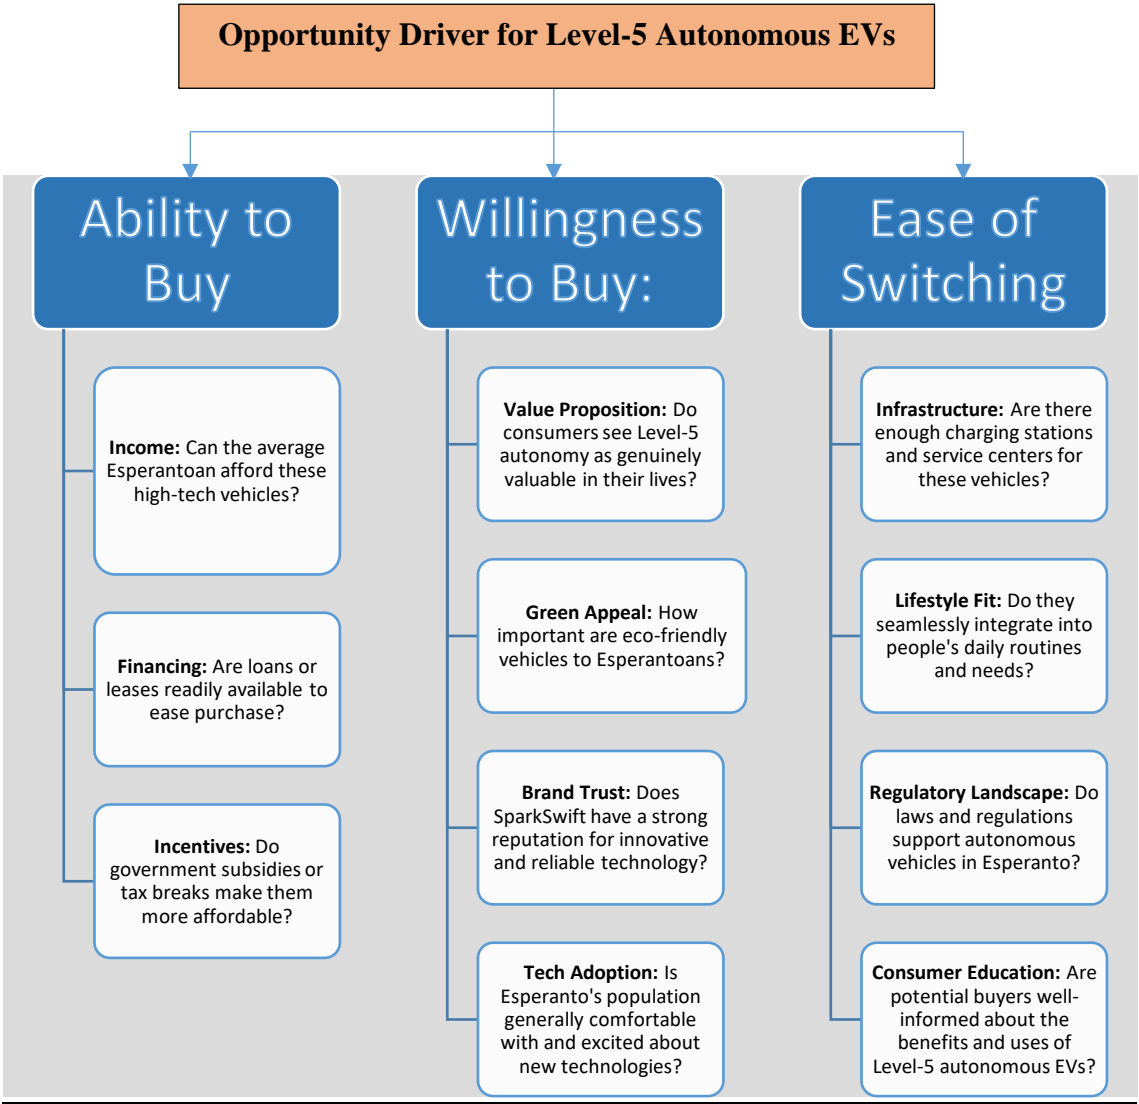 Opportunity Driver for Level-5 Autonomous EVs
Ability to
Buy
Income: Can the average
Esperantoan afford these
high-tech vehicles?
Financing: Are loans or
leases readily available to
ease purchase?
Incentives: Do
government subsidies or
tax breaks make them
more affordable?
Willingness
to Buy:
Value Proposition: Do
consumers see Level-5
autonomy as genuinely
valuable in their lives?
Green Appeal: How
important are eco-friendly
vehicles to Esperantoans?
Brand Trust: Does
SparkSwift have a strong
reputation for innovative
and reliable technology?
Tech Adoption: Is
Esperanto's population
generally comfortable
with and excited about
new technologies?
Ease of
Switching
Infrastructure: Are there
enough charging stations
and service centers for
these vehicles?
Lifestyle Fit: Do they
seamlessly integrate into
people's daily routines
and needs?
Regulatory Landscape: Do
laws and regulations
support autonomous
vehicles in Esperanto?
Consumer Education: Are
potential buyers well-
informed about the
benefits and uses of
Level-5 autonomous EVs?